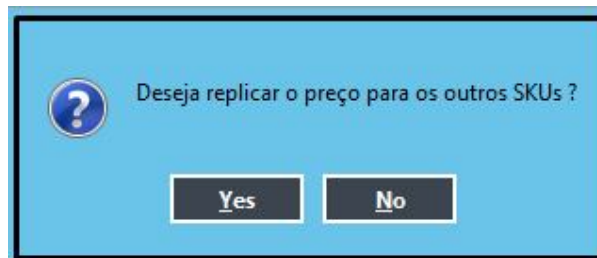 Deseja replicar o preço para os outros SKUs ?
Yes No